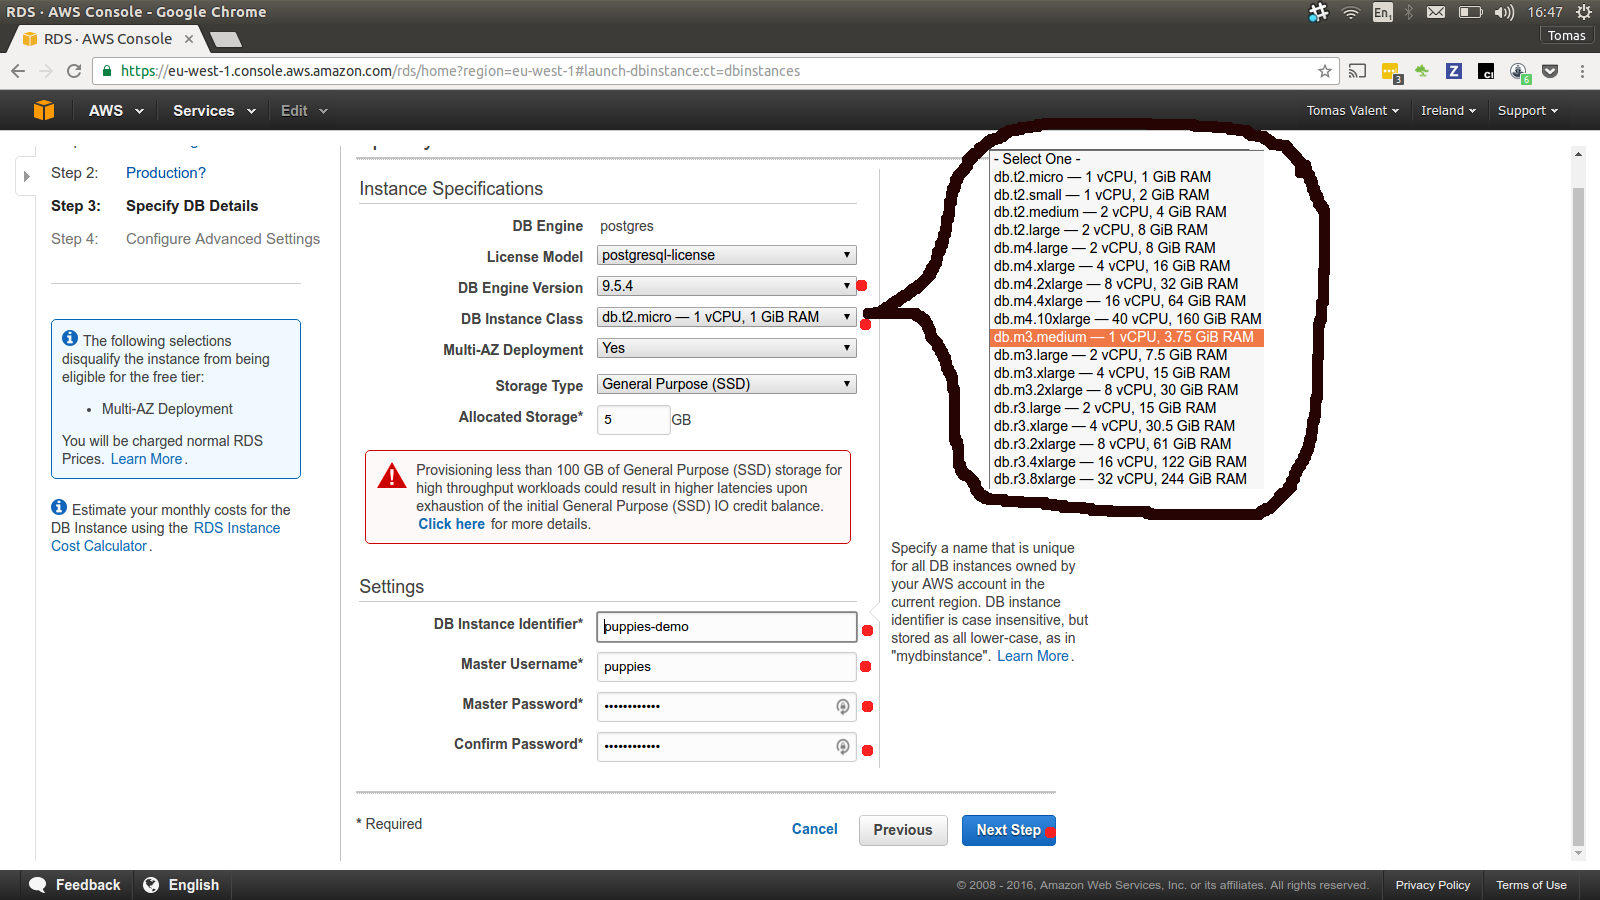 RDS · AWS Console - Google Chrome
En1
16:47
RDS · AWS Console
Tomas
https://eu-west-1.console.aws.amazon.com/rds/home?region=eu-west-1#launch-dbinstance:ct=dbinstances
3
Z
6
AWS
Services
Edit
Tomas Valent
Ireland
Support
Step 2:
Production?
Step 3:
Specify DB Details
Step 4:
Configure Advanced Settings
The following selections
disqualify the instance from being
eligible for the free tier:
• Multi-AZ Deployment
You will be charged normal RDS
Prices. Learn More.
Estimate your monthly costs for the
DB Instance using the RDS Instance
Cost Calculator.
Instance Specifications
DB Engine
postgres
License Model
postgresql-license
DB Engine Version
9.5.4
DB Instance Class
db.t2.micro — 1 vCPU, 1 GiB RAM
Multi-AZ Deployment
Yes
Storage Type
General Purpose (SSD)
Allocated Storage*
5
GB
Provisioning less than 100 GB of General Purpose (SSD) storage for
high throughput workloads could result in higher latencies upon
exhaustion of the initial General Purpose (SSD) IO credit balance.
Click here for more details.
Settings
DB Instance Identifier*
puppies-demo
Master Username*
puppies
Master Password*
••••••••••••
Confirm Password*
••••••••••••
- Select One -
db.t2.micro — 1 vCPU, 1 GiB RAM
db.t2.small — 1 vCPU, 2 GiB RAM
db.t2.medium — 2 vCPU, 4 GiB RAM
db.t2.large — 2 vCPU, 8 GiB RAM
db.m4.large — 2 vCPU, 8 GiB RAM
db.m4.xlarge — 4 vCPU, 16 GiB RAM
db.m4.2xlarge — 8 vCPU, 32 GiB RAM
db.m4.4xlarge — 16 vCPU, 64 GiB RAM
db.m4.10xlarge — 40 vCPU, 160 GiB RAM
db.m3.medium — 1 vCPU, 3.75 GiB RAM
db.m3.large — 2 vCPU, 7.5 GiB RAM
db.m3.xlarge — 4 vCPU, 15 GiB RAM
db.m3.2xlarge — 8 vCPU, 30 GiB RAM
db.r3.large — 2 vCPU, 15 GiB RAM
db.r3.xlarge — 4 vCPU, 30.5 GiB RAM
db.r3.2xlarge — 8 vCPU, 61 GiB RAM
db.r3.4xlarge — 16 vCPU, 122 GiB RAM
db.r3.8xlarge — 32 vCPU, 244 GiB RAM
Specify a name that is unique
for all DB instances owned by
your AWS account in the
current region. DB instance
identifier is case insensitive, but
stored as all lower-case, as in
"mydbinstance". Learn More.
* Required
Cancel
Previous
Next Step
Feedback
English
© 2008 - 2016, Amazon Web Services, Inc. or its affiliates. All rights reserved.
Privacy Policy
Terms of Use